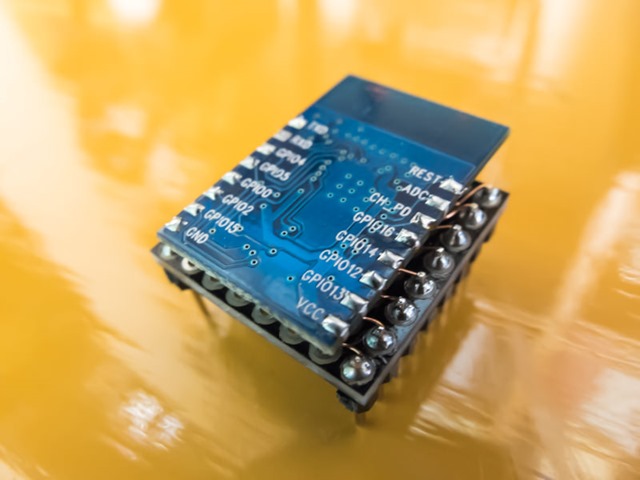 TXD
RXD
GPIO4
GPIO5
GPIO0
GPIO2
GPIO15
GND
REST
ADC
CH_PD
GPIO16
GPIO14
GPIO12
GPIO13
VCC